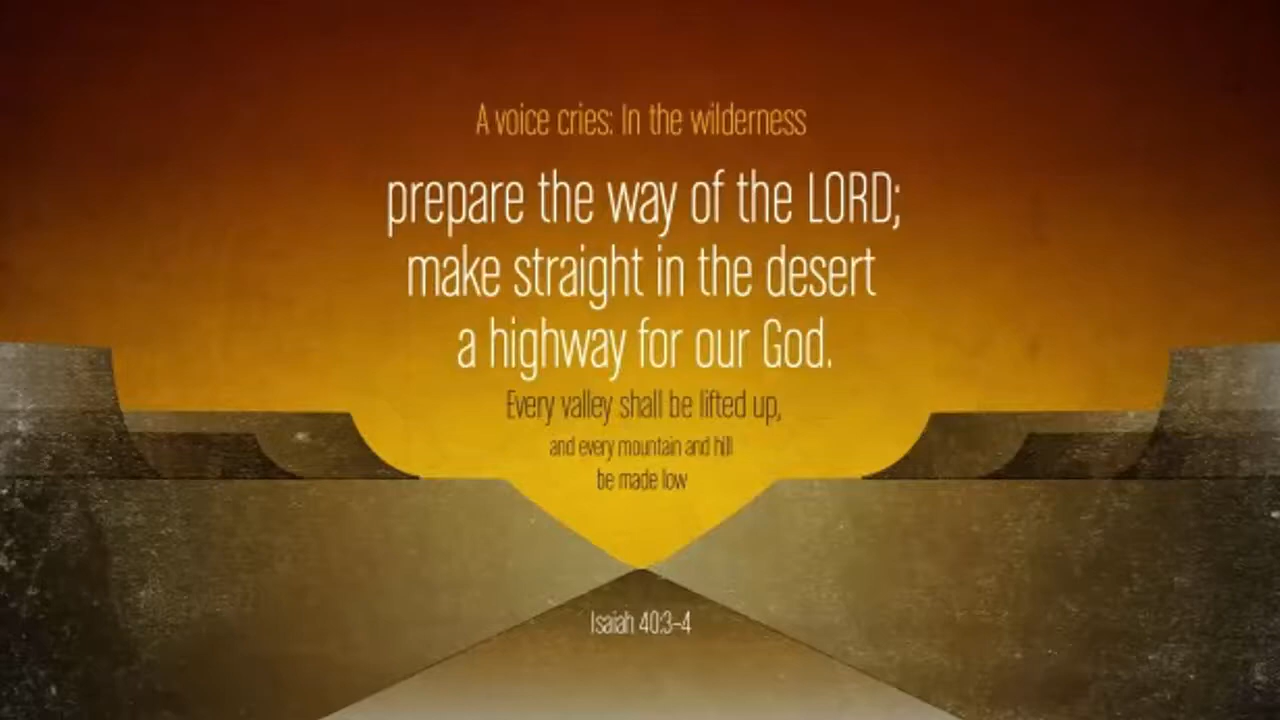 A voice cries: In the wilderness
prepare the way of the LORD;
make straight in the desert
a highway for our God.
Every valley shall be lifted up,
and every mountain and hill
be made low
Isaiah 40:3–4